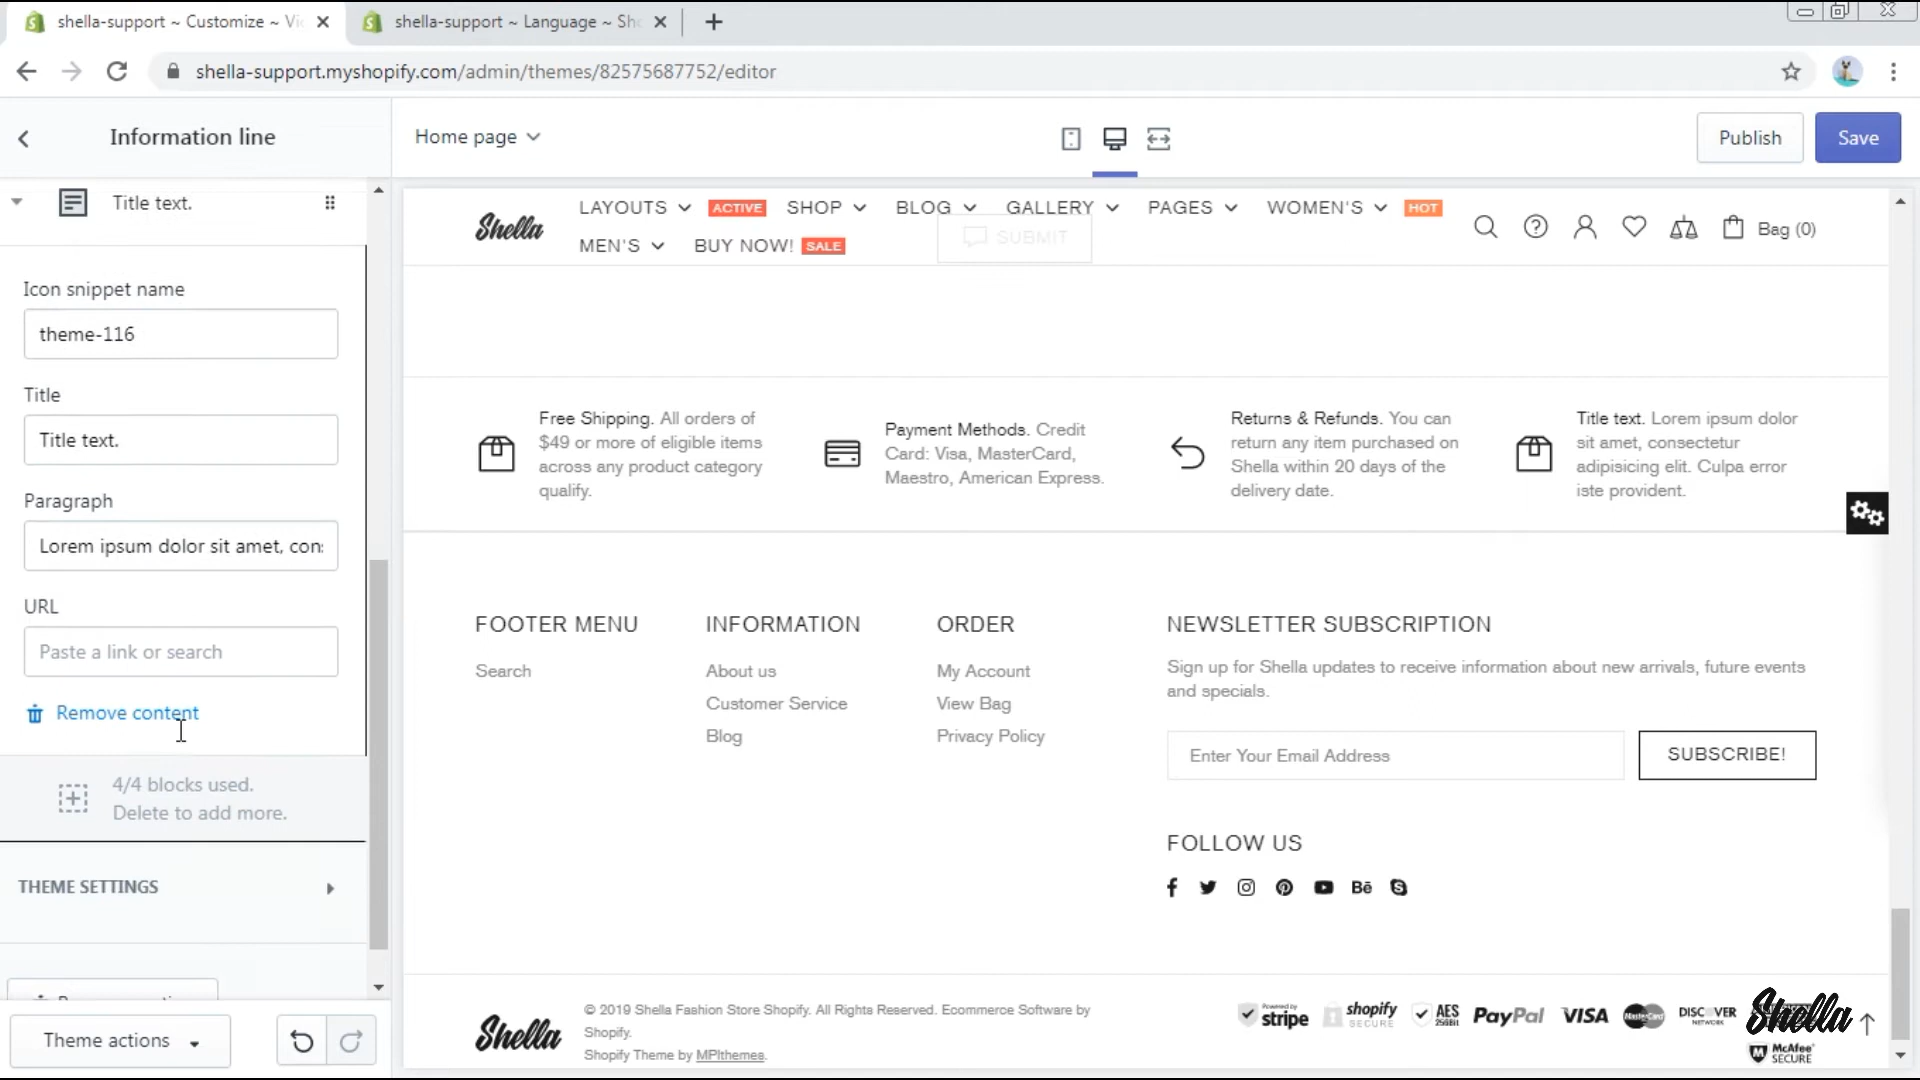 shella-support ~ Customize ~ Vi
shella-support ~ Language ~ Sho
shella-support.myshopify.com/admin/themes/82575687752/editor
Information line
Home page
Publish
Save
Title text.
Icon snippet name
theme-116
Title
Title text.
Paragraph
Lorem ipsum dolor sit amet, con
URL
Paste a link or search
Remove content
4/4 blocks used.
Delete to add more.
THEME SETTINGS
Theme actions
Shella
LAYOUTS ACTIVE SHOP BLOG GALLERY PAGES WOMEN'S HOT
MEN'S BUY NOW! SALE
SUBMIT
Bag (0)
Free Shipping. All orders of
$49 or more of eligible items
across any product category
qualify.
Payment Methods. Credit
Card: Visa, MasterCard,
Maestro, American Express.
Returns & Refunds. You can
return any item purchased on
Shella within 20 days of the
delivery date.
Title text. Lorem ipsum dolor
sit amet, consectetur
adipisicing elit. Culpa error
iste provident.
FOOTER MENU
Search
INFORMATION
About us
Customer Service
Blog
ORDER
My Account
View Bag
Privacy Policy
NEWSLETTER SUBSCRIPTION
Sign up for Shella updates to receive information about new arrivals, future events
and specials.
Enter Your Email Address
SUBSCRIBE!
FOLLOW US
Bē
Shella
© 2019 Shella Fashion Store Shopify. All Rights Reserved. Ecommerce Software by
Shopify.
Shopify Theme by MPIthemes.
Powered by
stripe
shopify
SECURE
AES
256Bit
PayPal
VISA
MasterCard
DISCOVER
NETWORK
Shella
McAfee
SECURE